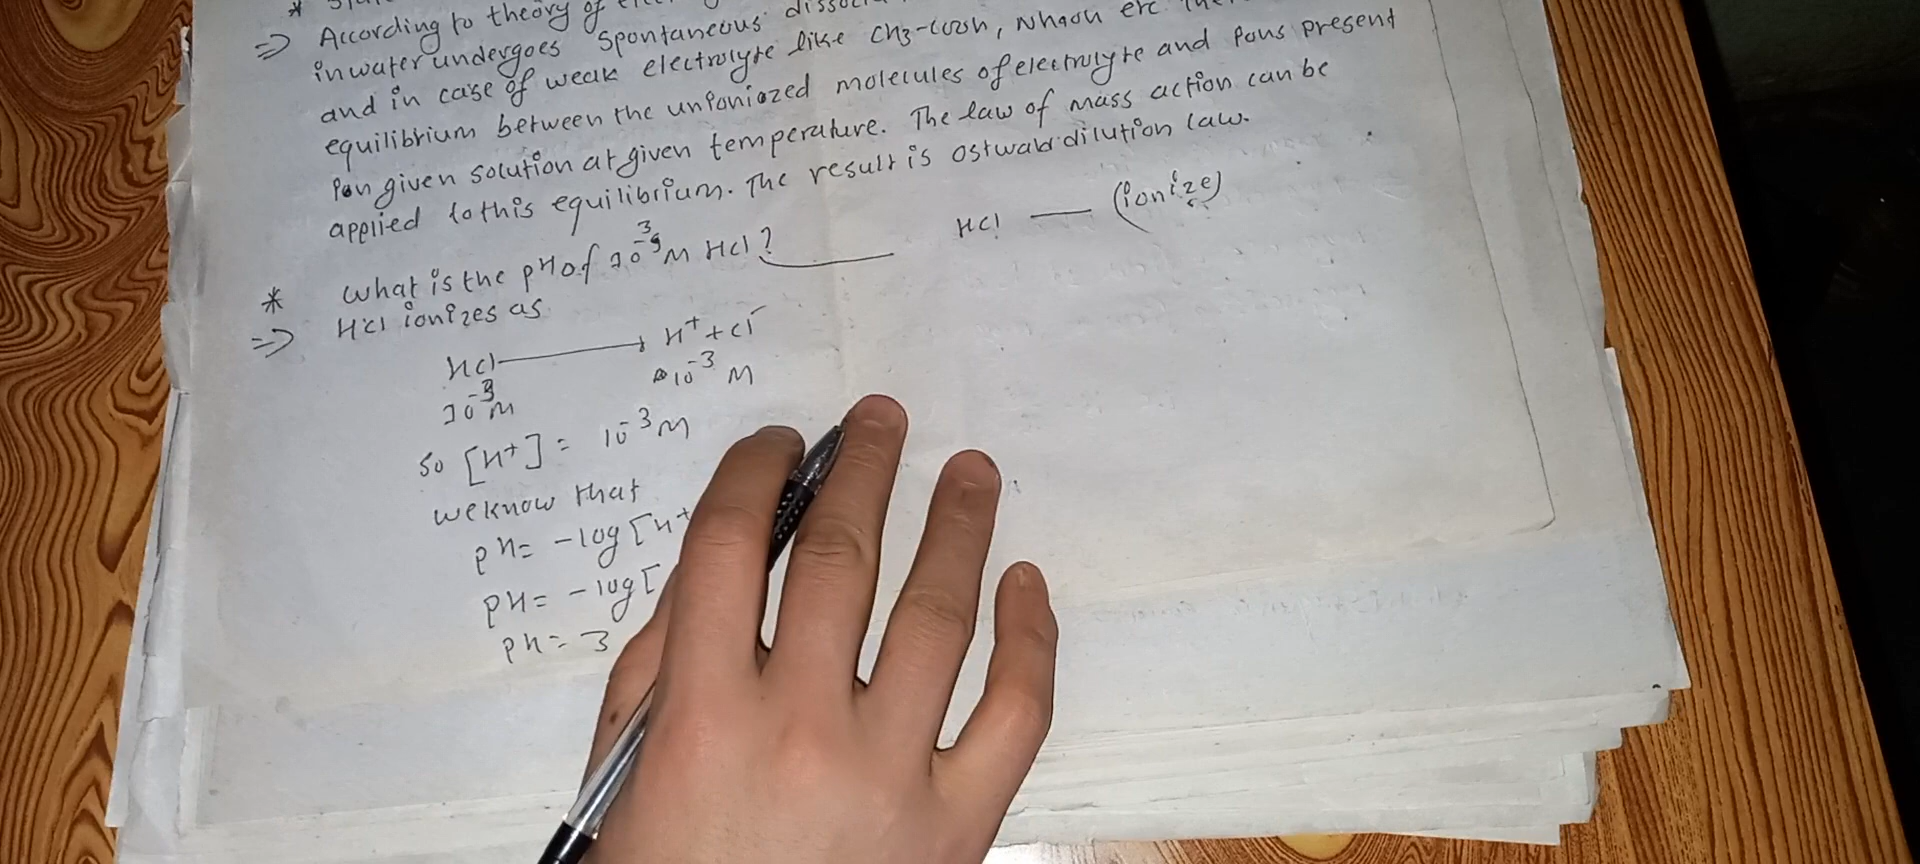 * 
⇒ According to theory of
in water undergoes spontaneous
and in case of weak electrolyte like CH3-COOH, NH4OH etc
equilibrium between the unioniozed molecules of electrolyte and ions present
ion given solution at given temperature. The law of mass action can be
applied to this equilibrium. The result is ostwald dilution law.
HCl — (ionize)
* What is the pH of 10-3 M HCl?
⇒ HCl ionizes as
HCl → H+ + Cl-
10-3 M 10-3 M
So [H+] = 10-3 M
we know that
pH = -log [H+
pH = -log [
pH = 3